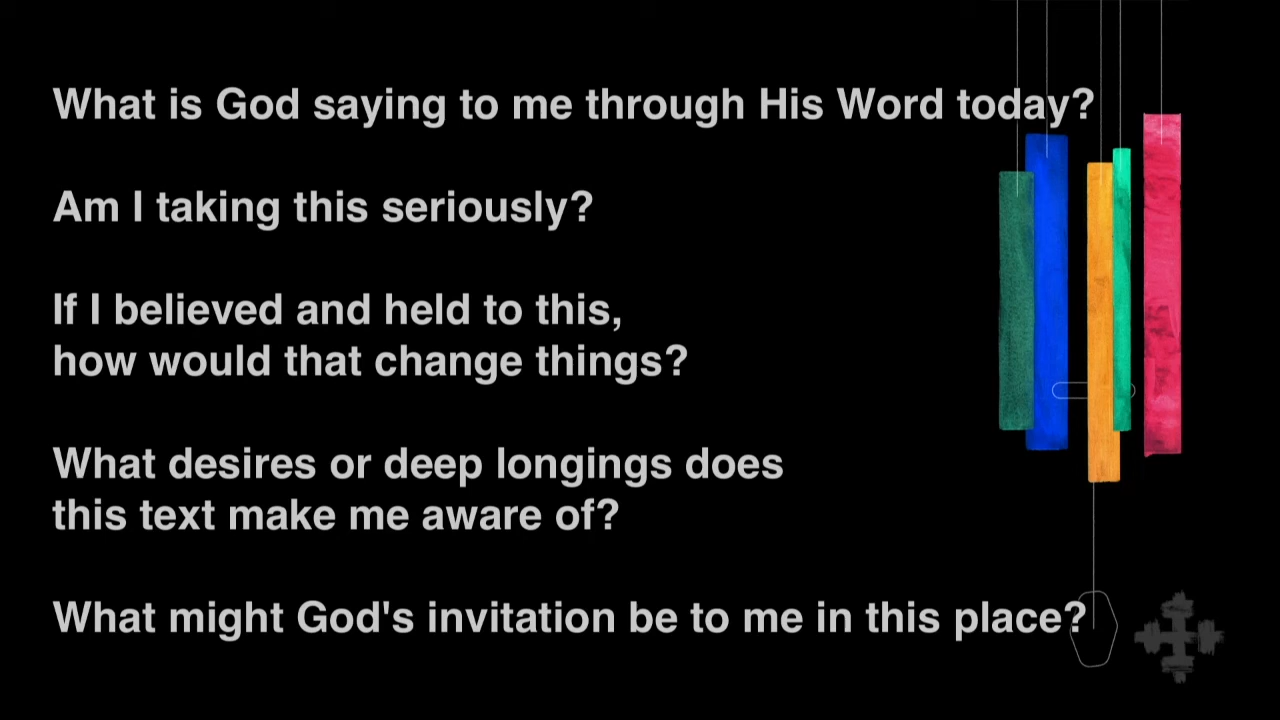 What is God saying to me through His Word today?
Am I taking this seriously?
If I believed and held to this,
how would that change things?
What desires or deep longings does
this text make me aware of?
What might God's invitation be to me in this place?